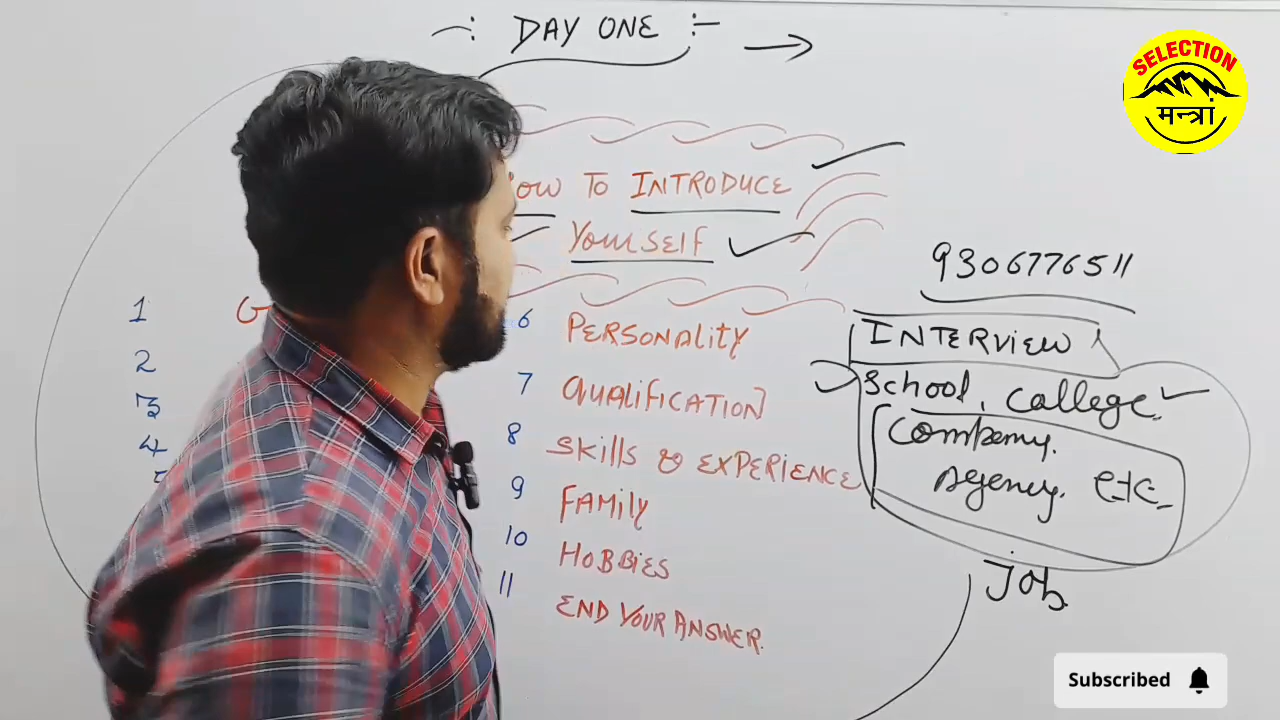 DAY ONE
SELECTION
मन्त्रां
TO INTRODUCE
YourSElf
9306776511
1
2
3
4
6 PERSONAlity
7 QUAlifiCATION
8 SKills & EXPERiENCE
9 FAMily
10 HOBBiES
11 END YOUR ANSWER.
INTERViEW
School, College.
Company.
Agency. etc.
Job
Subscribed